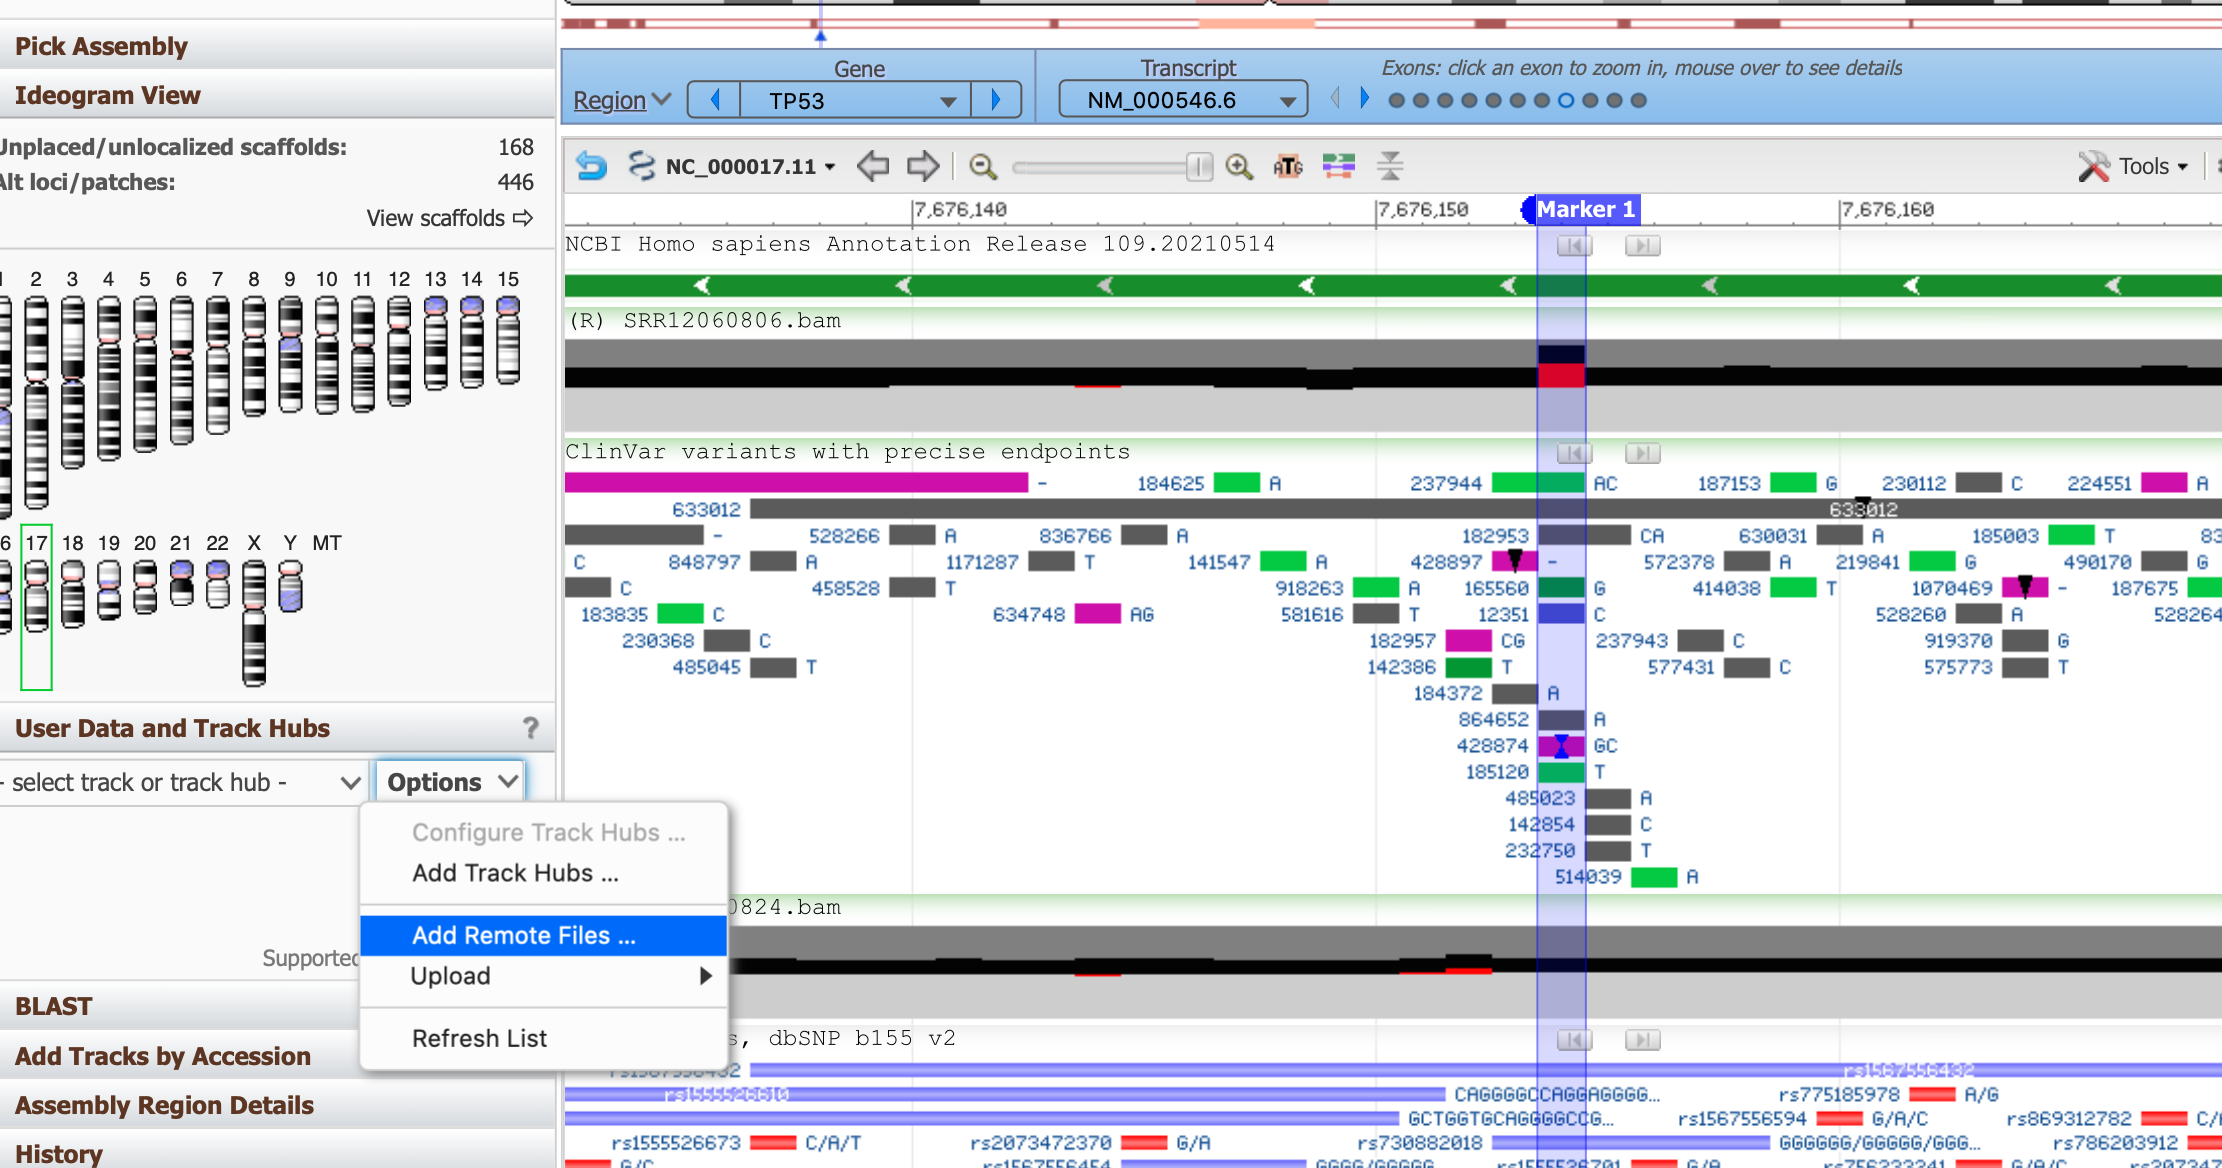 Pick Assembly
Ideogram View
Unplaced/unlocalized scaffolds: 168
Alt loci/patches: 446
View scaffolds ⇨
1 2 3 4 5 6 7 8 9 10 11 12 13 14 15
6 17 18 19 20 21 22 X Y MT
User Data and Track Hubs ?
- select track or track hub -
Options
Configure Track Hubs ...
Add Track Hubs ...
Add Remote Files ...
Upload
Refresh List
Supported
BLAST
Add Tracks by Accession
Assembly Region Details
History
Gene
Transcript
Exons: click an exon to zoom in, mouse over to see details
Region TP53 NM_000546.6
NC_000017.11 ATG Tools
7,676,140 7,676,150 Marker 1 7,676,160
NCBI Homo sapiens Annotation Release 109.20210514
(R) SRR12060806.bam
ClinVar variants with precise endpoints
- 184625 A 237944 AC 187153 G 230112 C 224551 A
633012 633012
- 528266 A 836766 A 182953 CA 630031 A 185003 T 83
C 848797 A 1171287 T 141547 A 428897 - 572378 A 219841 G 490170 G
C 458528 T 918263 A 165560 G 414038 T 1070469 - 187675
183835 C 634748 AG 581616 T 12351 C 528260 A 528264
230368 C 182957 CG 237943 C 919370 G
485045 T 142386 T 577431 C 575773 T
184372 A
864652 A
428874 GC
185120 T
485023 A
142854 C
232750 T
514039 A
0824.bam
s, dbSNP b155 v2
rs1567556432
rs1555526610 CAGGGGCCAGGAGGGG... rs775185978 A/G
GCTGGTGCAGGGGCCG... rs1567556594 G/A/C rs869312782 C/
rs1555526673 C/A/T rs2073472370 G/A rs730882018 GGGGGG/GGGGG/GGG... rs786203912
G/C rs1567556454 GGGG/GGGGG rs1555526701 G/A rs756233241 G/A/C